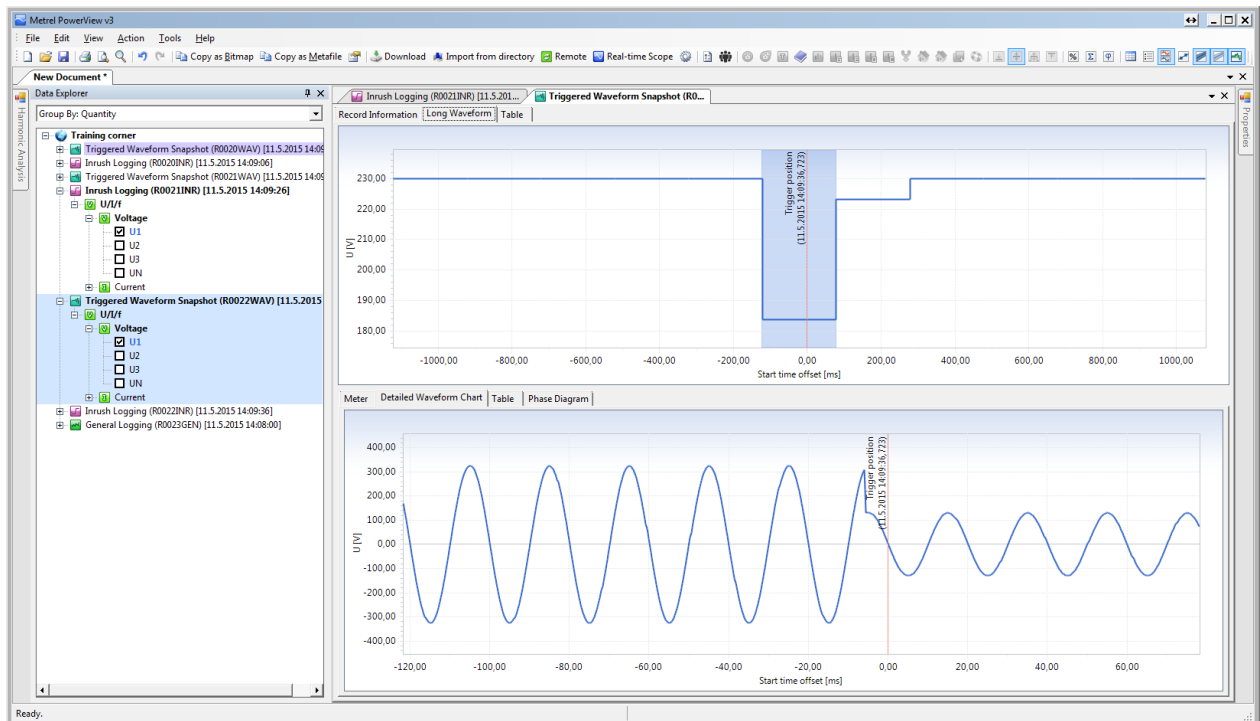 Metrel PowerView v3
File Edit View Action Tools Help
Copy as Bitmap Copy as Metafile Download Import from directory Remote Real-time Scope
New Document *
Harmonic Analysis
Data Explorer
Group By: Quantity
Training corner
Triggered Waveform Snapshot (R0020WAV) [11.5.2015 14:09
Inrush Logging (R0020INR) [11.5.2015 14:09:06]
Triggered Waveform Snapshot (R0021WAV) [11.5.2015 14:09
Inrush Logging (R0021INR) [11.5.2015 14:09:26]
U/I/f
Voltage
U1
U2
U3
UN
Current
Triggered Waveform Snapshot (R0022WAV) [11.5.2015
U/I/f
Voltage
U1
U2
U3
UN
Current
Inrush Logging (R0022INR) [11.5.2015 14:09:36]
General Logging (R0023GEN) [11.5.2015 14:08:00]
Inrush Logging (R0021INR) [11.5.201... Triggered Waveform Snapshot (R0...
Record Information Long Waveform Table
U [V]
230,00
220,00
210,00
200,00
190,00
180,00
Trigger position
(11.5.2015 14:09:36,723)
-1000,00 -800,00 -600,00 -400,00 -200,00 0,00 200,00 400,00 600,00 800,00 1000,00
Start time offset [ms]
Meter Detailed Waveform Chart Table Phase Diagram
U [V]
400,00
300,00
200,00
100,00
0,00
-100,00
-200,00
-300,00
-400,00
Trigger position
(11.5.2015 14:09:36,723)
-120,00 -100,00 -80,00 -60,00 -40,00 -20,00 0,00 20,00 40,00 60,00
Start time offset [ms]
Properties
Ready.